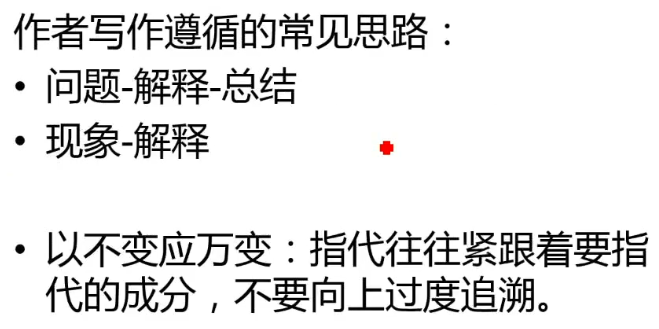 作者写作遵循的常见思路：
• 问题-解释-总结
• 现象-解释
• 以不变应万变：指代往往紧跟着要指
代的成分，不要向上过度追溯。